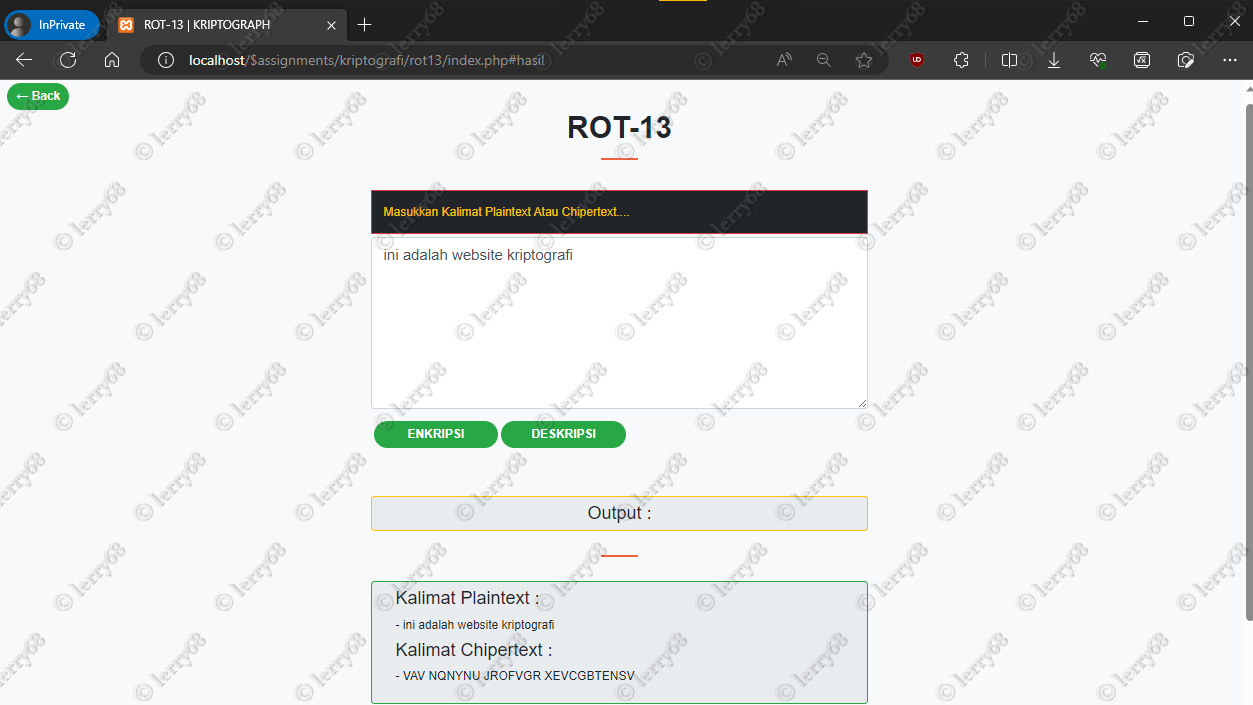 InPrivate
ROT-13 | KRIPTOGRAPH
localhost/$assignments/kriptografi/rot13/index.php#hasil
← Back
ROT-13
Masukkan Kalimat Plaintext Atau Chipertext....
ini adalah website kriptografi
ENKRIPSI DESKRIPSI
Output :
Kalimat Plaintext :
- ini adalah website kriptografi
Kalimat Chipertext :
- VAV NQNYNU JROFVGR XEVCGBTENSV
© lerry68